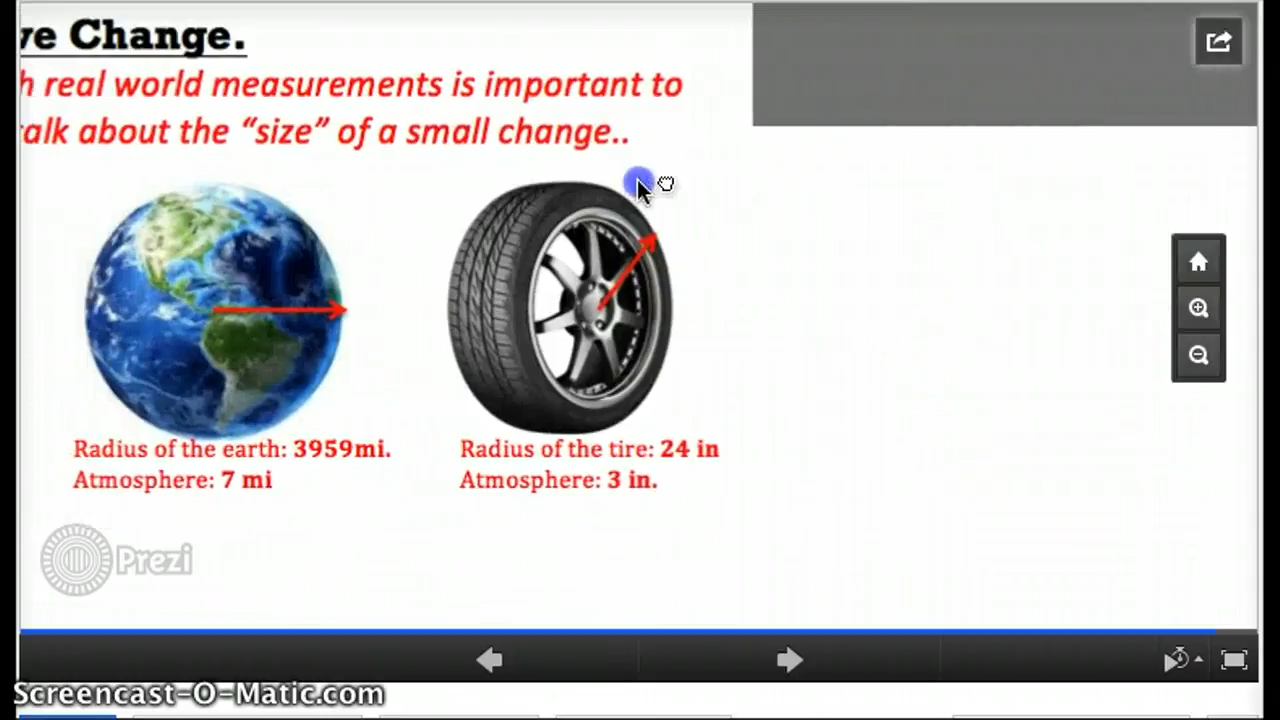 ve Change.
h real world measurements is important to
talk about the “size” of a small change..
Radius of the earth: 3959mi.
Atmosphere: 7 mi
Radius of the tire: 24 in
Atmosphere: 3 in.
Prezi
Screencast-O-Matic.com